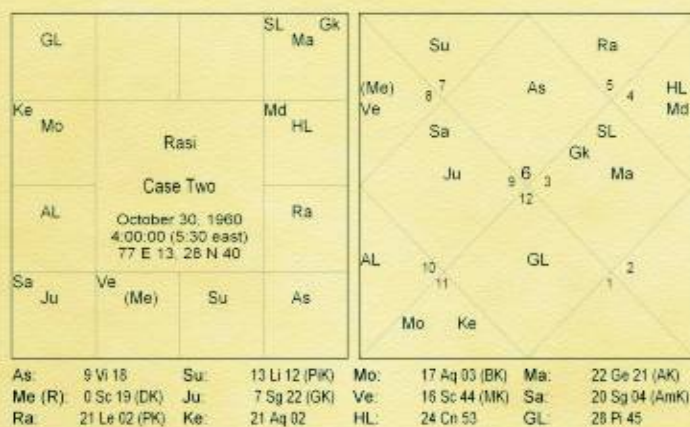 GL
SL Gk
Ma
Ke
Mo
Md
HL
Rasi
Case Two
October 30, 1960
4:00:00 (5:30 east)
77 E 13, 28 N 40
AL
Ra
Sa
Ju
Ve
(Me)
Su
As
Su
Ra
(Me)
Ve
7
8
As
5
4
HL
Md
Sa
SL
Gk
Ju
9
6
3
Ma
12
AL
10
11
GL
2
1
Mo Ke
As: 9 Vi 18 Su: 13 Li 12 (PiK) Mo: 17 Aq 03 (BK) Ma: 22 Ge 21 (AK)
Me (R): 0 Sc 19 (DK) Ju: 7 Sg 22 (GK) Ve: 16 Sc 44 (MK) Sa: 20 Sg 04 (AmK)
Ra: 21 Le 02 (PK) Ke: 21 Aq 02 HL: 24 Cn 53 GL: 28 Pi 45